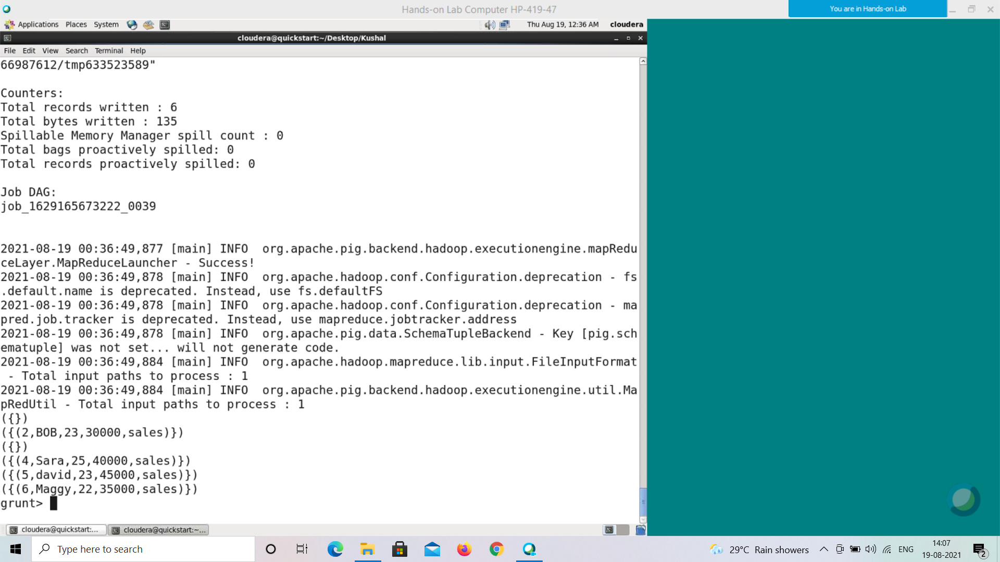 Hands-on Lab Computer HP-419-47
You are in Hands-on Lab
Applications Places System
Thu Aug 19, 12:36 AM cloudera
cloudera@quickstart:~/Desktop/Kushal
File Edit View Search Terminal Help
66987612/tmp633523589"
Counters:
Total records written : 6
Total bytes written : 135
Spillable Memory Manager spill count : 0
Total bags proactively spilled: 0
Total records proactively spilled: 0
Job DAG:
job_1629165673222_0039
2021-08-19 00:36:49,877 [main] INFO  org.apache.pig.backend.hadoop.executionengine.mapRedu
ceLayer.MapReduceLauncher - Success!
2021-08-19 00:36:49,878 [main] INFO  org.apache.hadoop.conf.Configuration.deprecation - fs
.default.name is deprecated. Instead, use fs.defaultFS
2021-08-19 00:36:49,878 [main] INFO  org.apache.hadoop.conf.Configuration.deprecation - ma
pred.job.tracker is deprecated. Instead, use mapreduce.jobtracker.address
2021-08-19 00:36:49,878 [main] INFO  org.apache.pig.data.SchemaTupleBackend - Key [pig.sch
ematuple] was not set... will not generate code.
2021-08-19 00:36:49,884 [main] INFO  org.apache.hadoop.mapreduce.lib.input.FileInputFormat
 - Total input paths to process : 1
2021-08-19 00:36:49,884 [main] INFO  org.apache.pig.backend.hadoop.executionengine.util.Ma
pRedUtil - Total input paths to process : 1
({})
({(2,BOB,23,30000,sales)})
({})
({(4,Sara,25,40000,sales)})
({(5,david,23,45000,sales)})
({(6,Maggy,22,35000,sales)})
grunt>
cloudera@quickstart:... cloudera@quickstart:~...
Type here to search
29°C Rain showers
ENG
14:07
19-08-2021
2